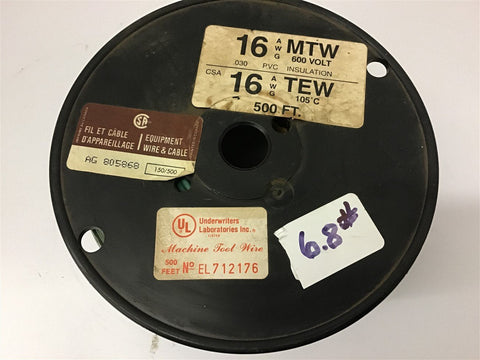 16 AWG MTW
600 VOLT
.030 PVC INSULATION
CSA 16 AWG TEW
105°C
500 FT.
SA
FIL ET CÂBLE
D'APPAREILLAGE
EQUIPMENT
WIRE & CABLE
AG 805868
150/500
UL
Underwriters
Laboratories Inc.®
LISTED
Machine Tool Wire
500
FEET
Nº EL712176
6.8#